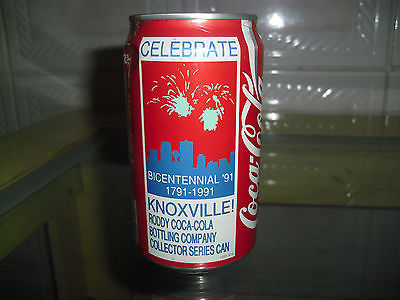 CELEBRATE
BICENTENNIAL '91
1791-1991
KNOXVILLE!
RODDY COCA-COLA
BOTTLING COMPANY
COLLECTOR SERIES CAN
Coca-Cola